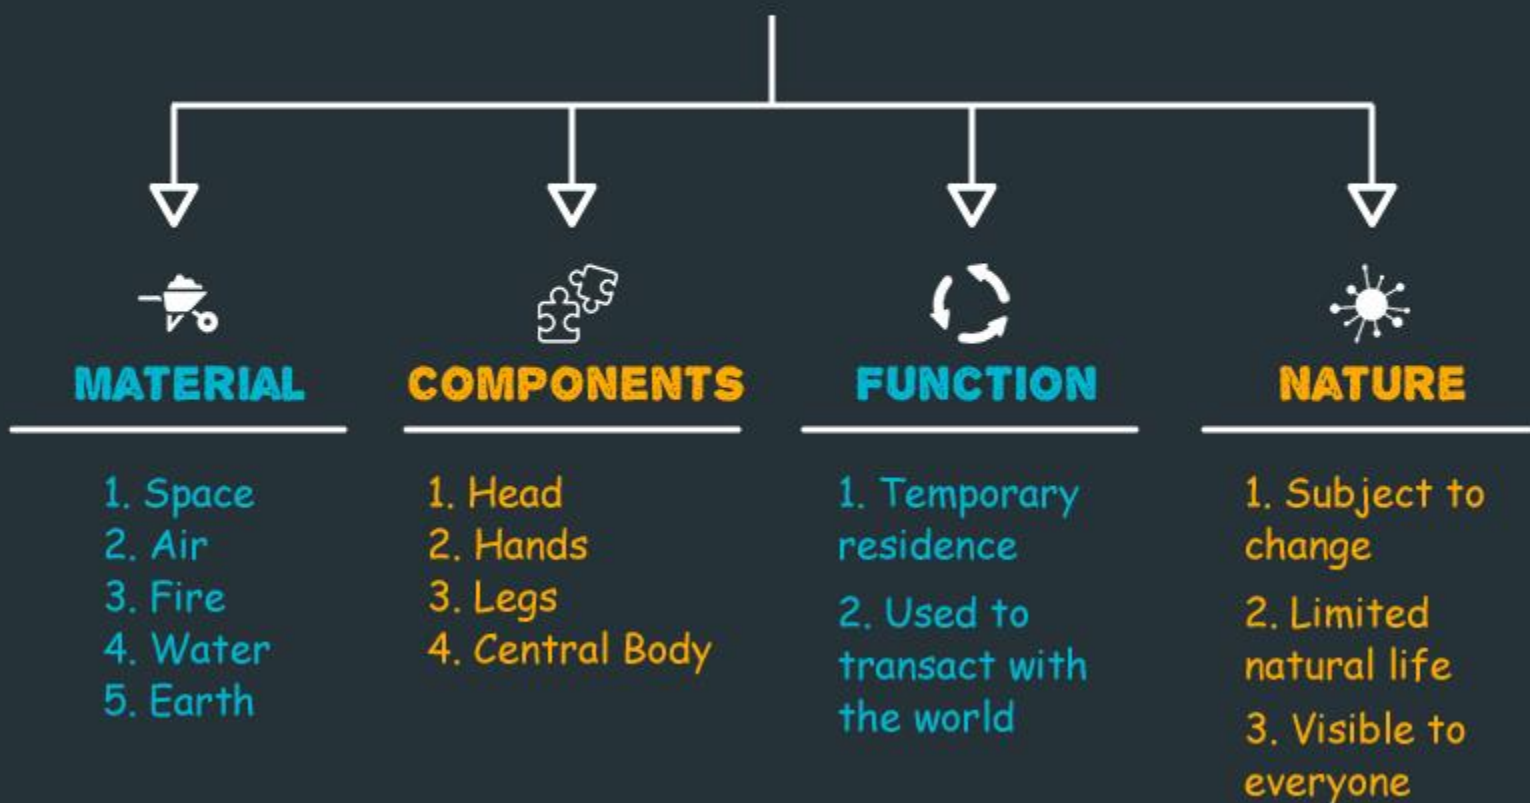 MATERIAL
1. Space
2. Air
3. Fire
4. Water
5. Earth
COMPONENTS
1. Head
2. Hands
3. Legs
4. Central Body
FUNCTION
1. Temporary
residence
2. Used to
transact with
the world
NATURE
1. Subject to
change
2. Limited
natural life
3. Visible to
everyone